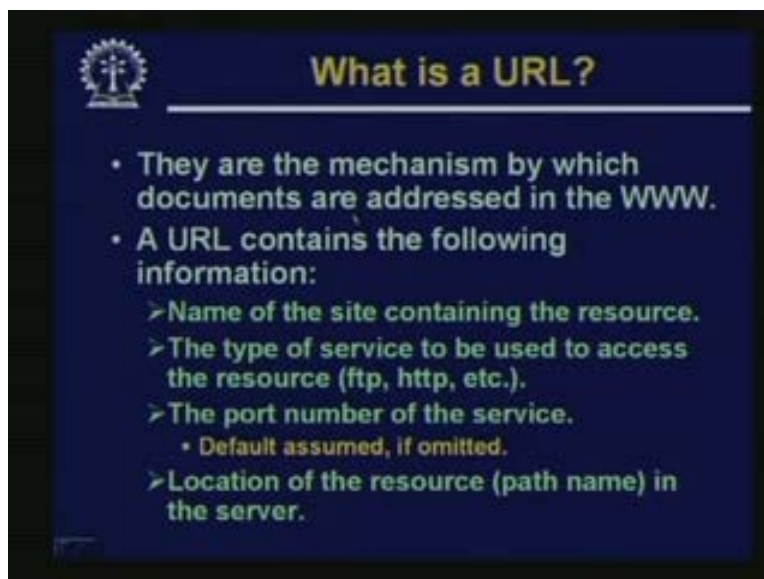 What is a URL?
• They are the mechanism by which
documents are addressed in the WWW.
• A URL contains the following
information:
➢Name of the site containing the resource.
➢The type of service to be used to access
the resource (ftp, http, etc.).
➢The port number of the service.
• Default assumed, if omitted.
➢Location of the resource (path name) in
the server.